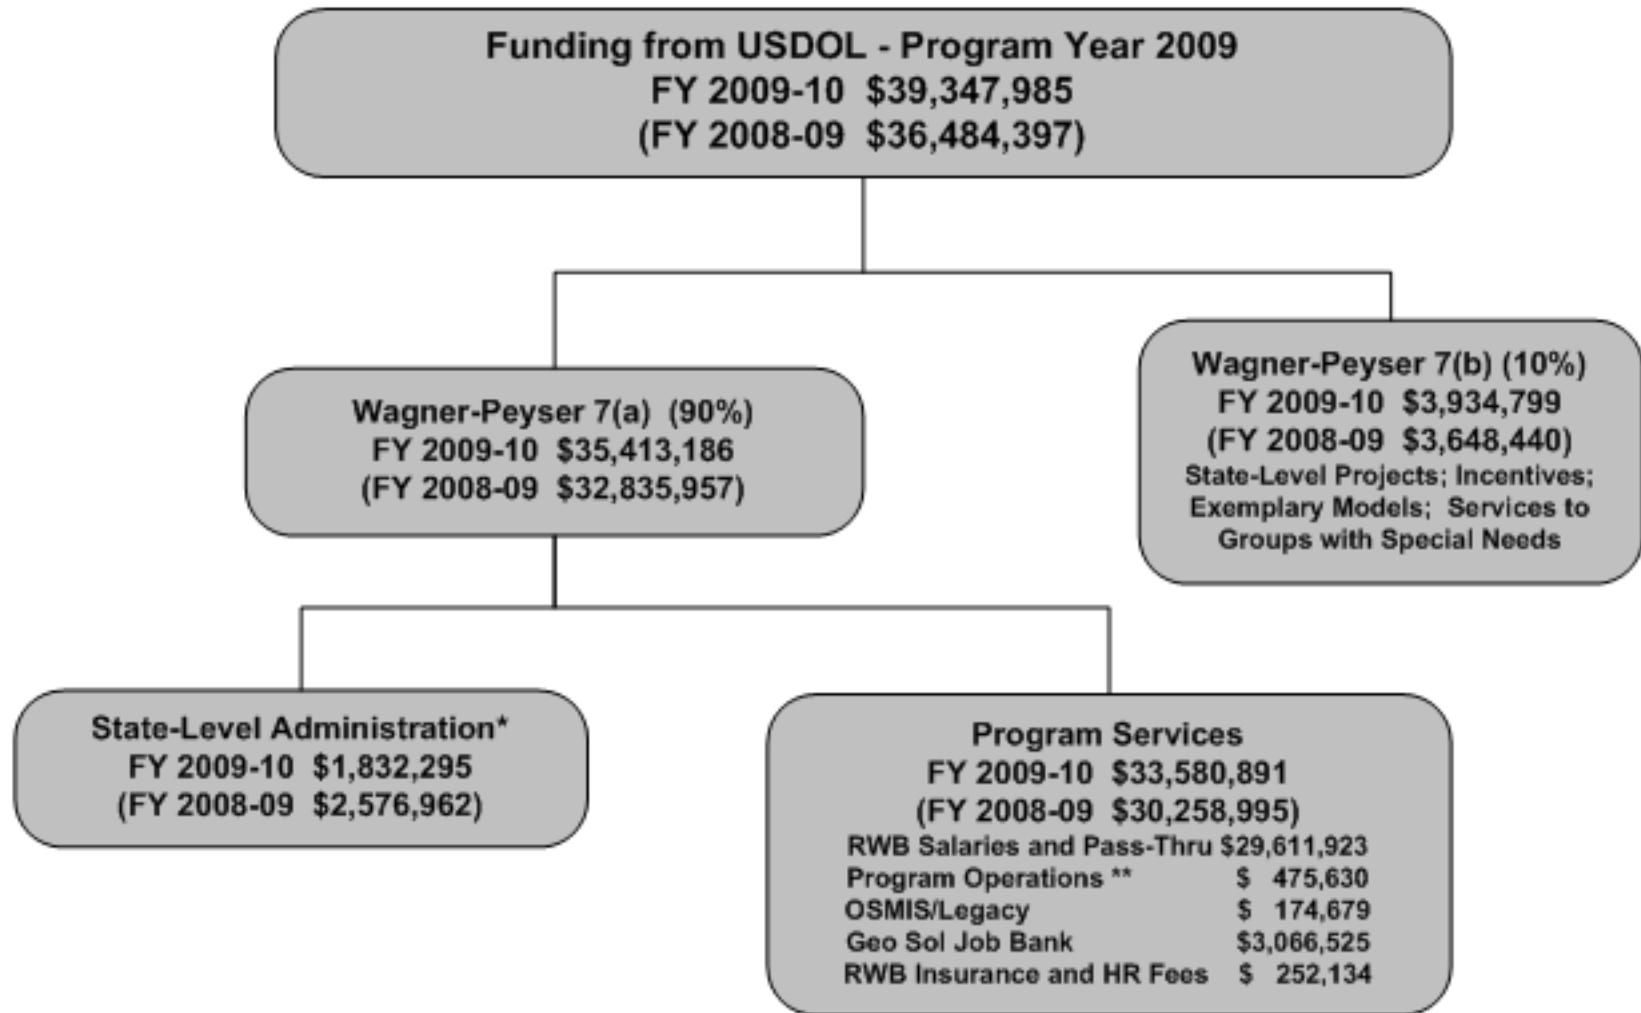 Funding from USDOL - Program Year 2009
FY 2009-10 $39,347,985
(FY 2008-09 $36,484,397)
Wagner-Peyser 7(b) (10%)
FY 2009-10 $3,934,799
(FY 2008-09 $3,648,440)
State-Level Projects; Incentives;
Exemplary Models; Services to
Groups with Special Needs
Wagner-Peyser 7(a) (90%)
FY 2009-10 $35,413,186
(FY 2008-09 $32,835,957)
State-Level Administration*
FY 2009-10 $1,832,295
(FY 2008-09 $2,576,962)
Program Services
FY 2009-10 $33,580,891
(FY 2008-09 $30,258,995)
RWB Salaries and Pass-Thru $29,611,923
Program Operations ** $ 475,630
OSMIS/Legacy $ 174,679
Geo Sol Job Bank $3,066,525
RWB Insurance and HR Fees $ 252,134